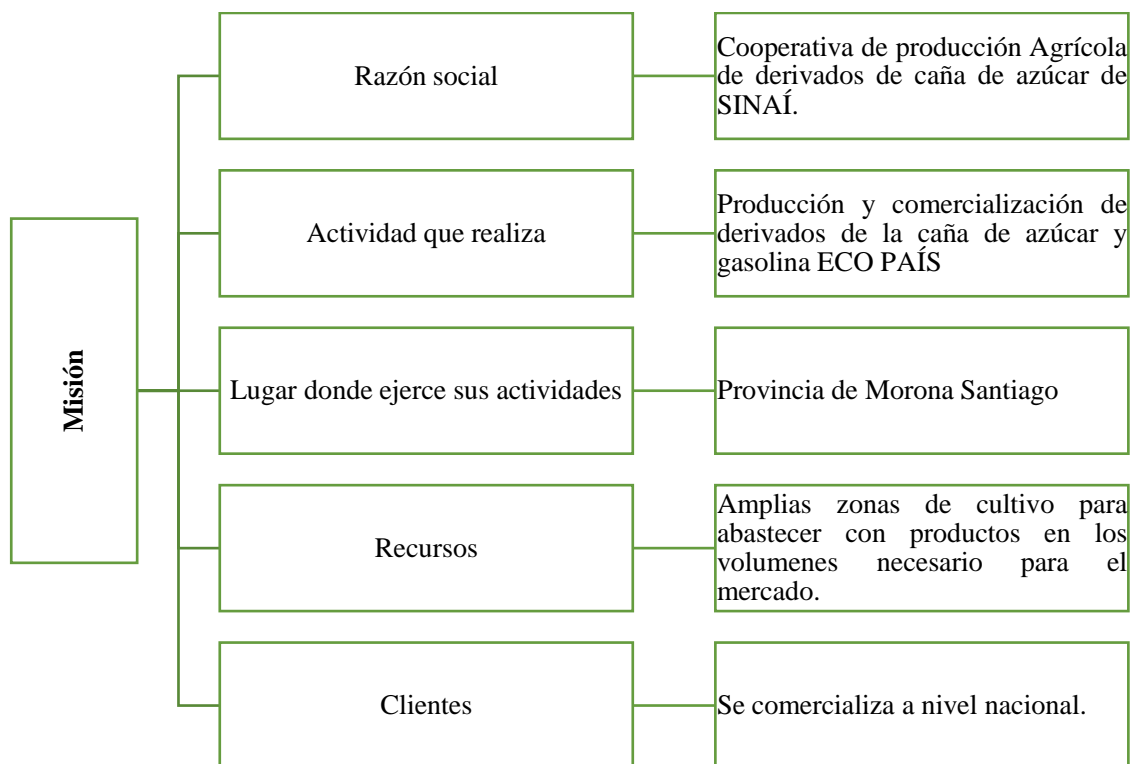 Misión
Razón social
Cooperativa de producción Agrícola
de derivados de caña de azúcar de
SINAÍ.
Actividad que realiza
Producción y comercialización de
derivados de la caña de azúcar y
gasolina ECO PAÍS
Lugar donde ejerce sus actividades
Provincia de Morona Santiago
Recursos
Amplias zonas de cultivo para
abastecer con productos en los
volumenes necesario para el
mercado.
Clientes
Se comercializa a nivel nacional.